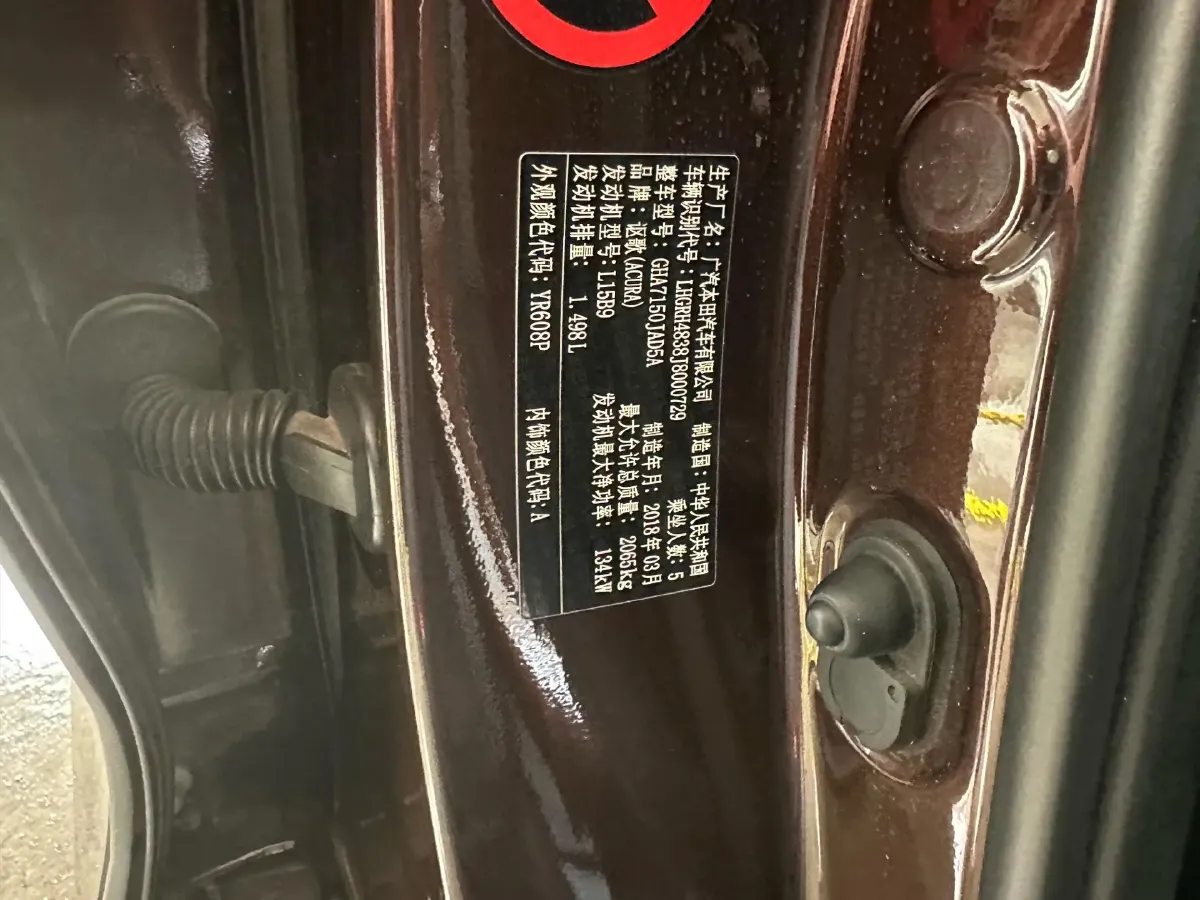 生产厂名：广汽本田汽车有限公司 制造国：中华人民共和国
车辆识别代号：LHGRH4838J8000729 乘坐人数：5
整车型号：GHA7150JAD5A 制造年月：2018年03月
品牌：讴歌(ACURA) 最大允许总质量：2065kg
发动机型号：L15B9 发动机最大净功率：134kW
发动机排量：1.498L
外观颜色代码：YR608P 内饰颜色代码：A